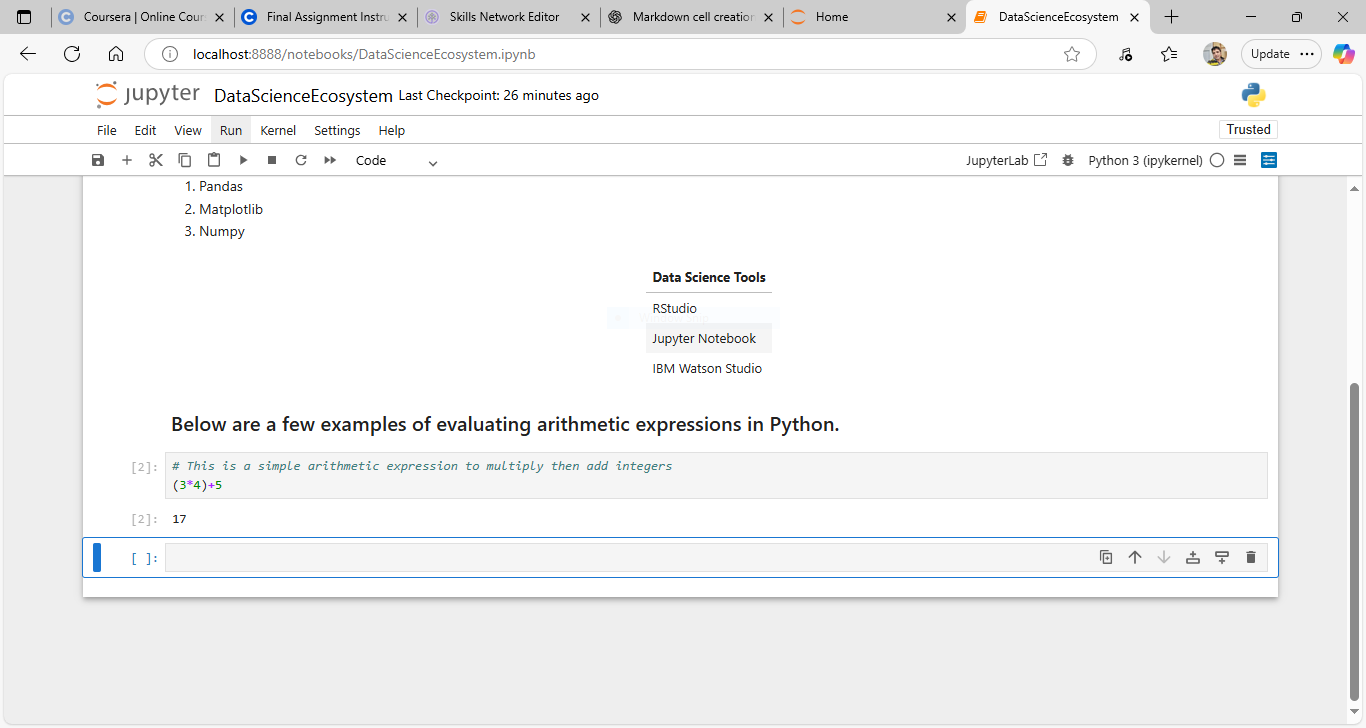 Coursera | Online Cour
Final Assignment Instru
Skills Network Editor
Markdown cell creation
Home
DataScienceEcosystem
localhost:8888/notebooks/DataScienceEcosystem.ipynb
Update
jupyter
DataScienceEcosystem Last Checkpoint: 26 minutes ago
File Edit View Run Kernel Settings Help
Trusted
Code
JupyterLab
Python 3 (ipykernel)
1. Pandas
2. Matplotlib
3. Numpy
Data Science Tools
RStudio
Jupyter Notebook
IBM Watson Studio
Below are a few examples of evaluating arithmetic expressions in Python.
[2]: # This is a simple arithmetic expression to multiply then add integers
(3*4)+5
[2]: 17
[ ]: